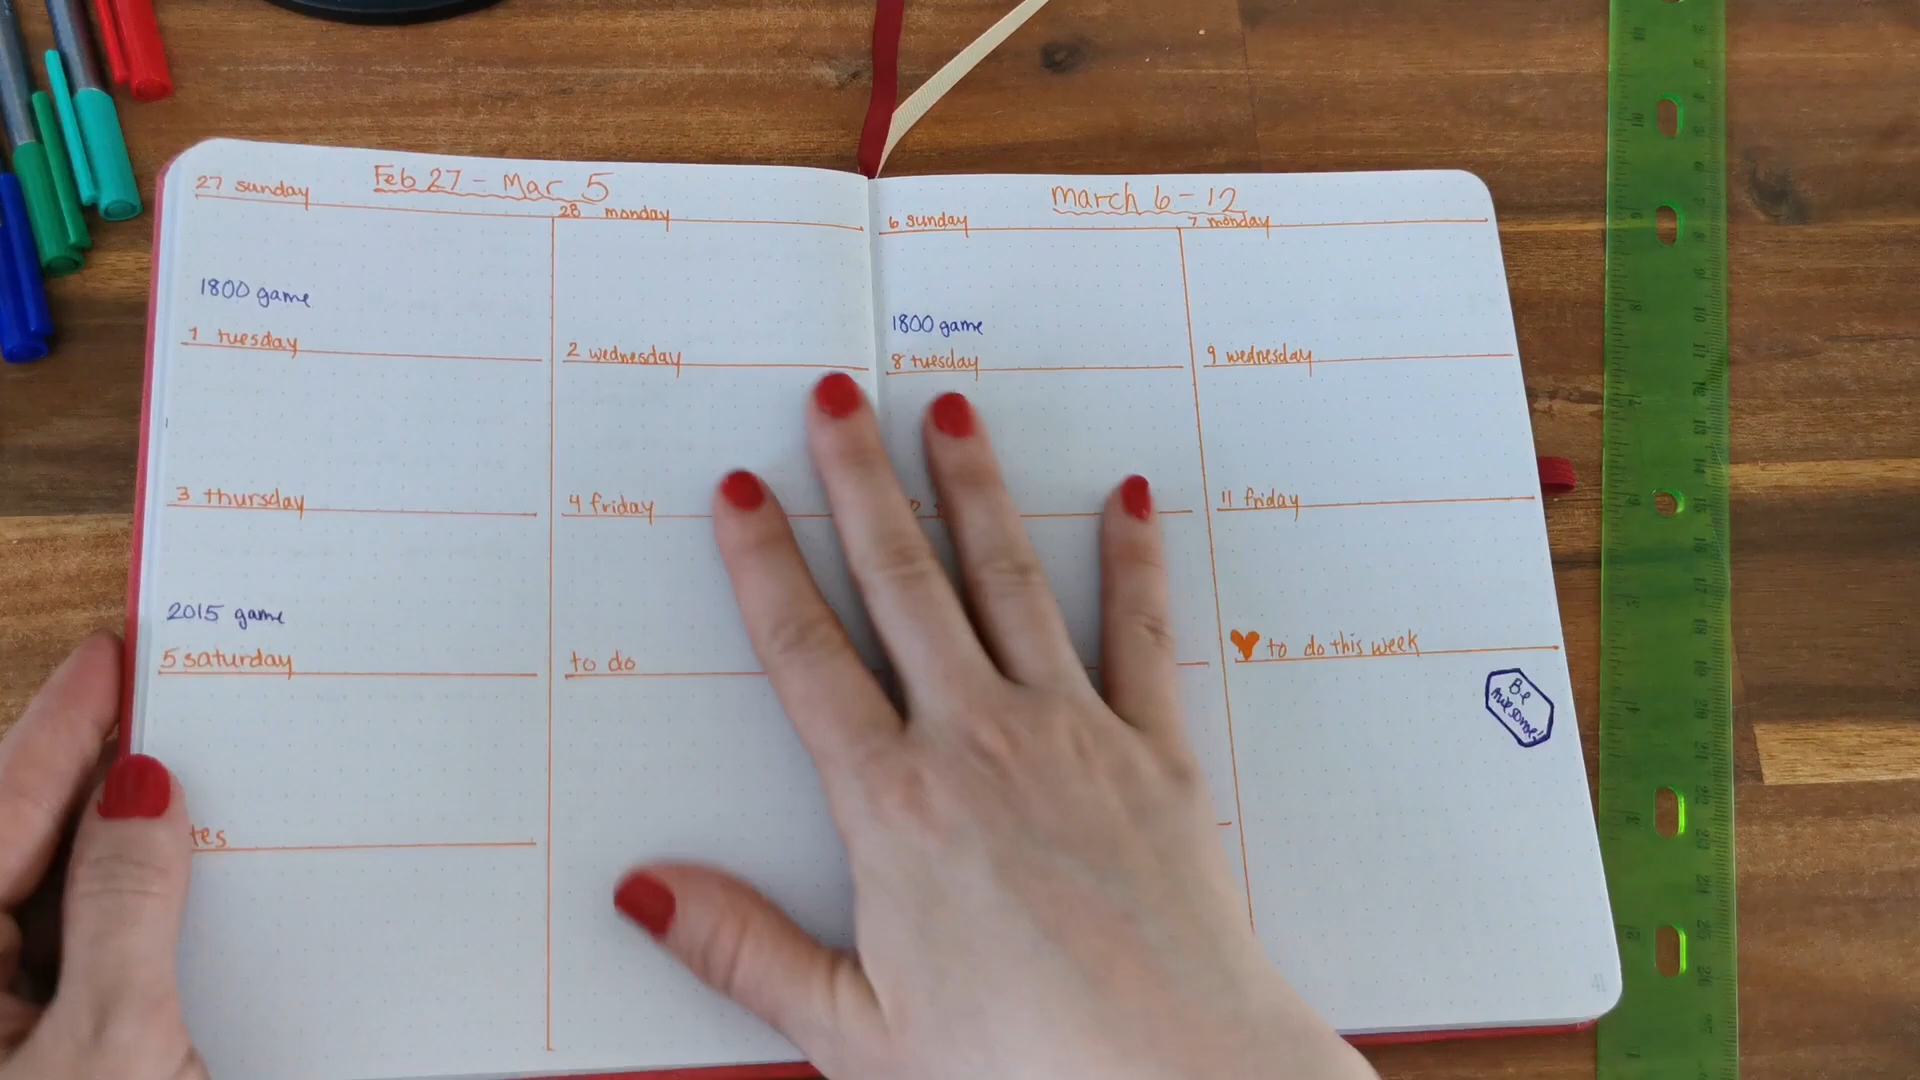 Feb 27 - Mar 5
27 sunday
28 monday
1800 game
1 tuesday
2 wednesday
3 thursday
4 friday
2015 game
5 saturday
to do
tes
March 6-12
6 sunday
7 monday
1800 game
8 tuesday
9 wednesday
11 friday
to do this week
Be
awesome!
41